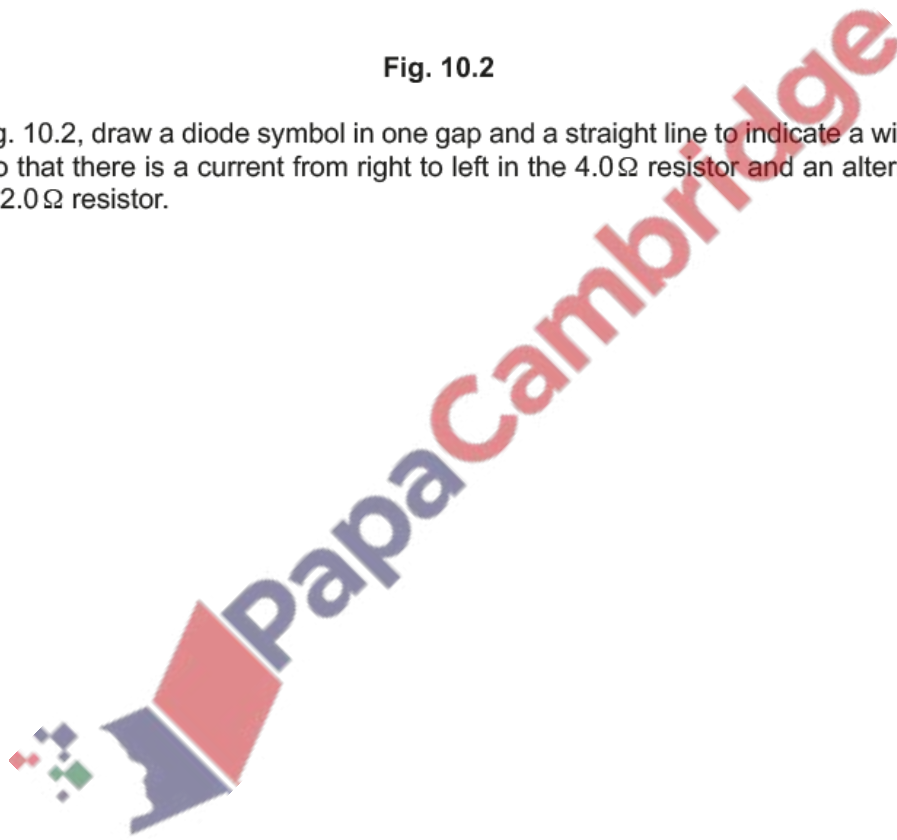 Fig. 10.2
g. 10.2, draw a diode symbol in one gap and a straight line to indicate a wi
o that there is a current from right to left in the 4.0 Ω resistor and an alter
2.0 Ω resistor.
PapaCambridge